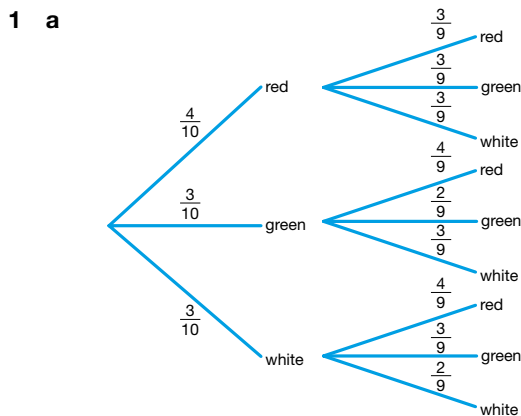 1 a
3/9
red
3/9
green
3/9
white
4/10
red
4/9
red
2/9
green
3/9
white
3/10
green
4/9
red
3/9
green
2/9
white
3/10
white